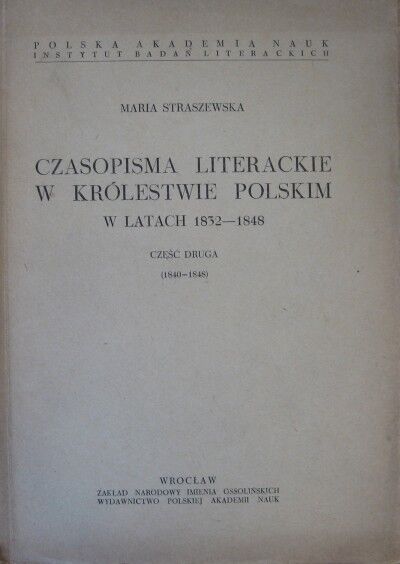 POLSKA AKADEMIA NAUK
INSTYTUT BADAŃ LITERACKICH
MARIA STRASZEWSKA
CZASOPISMA LITERACKIE
W KRÓLESTWIE POLSKIM
W LATACH 1832—1848
CZĘŚĆ DRUGA
(1840–1848)
WROCŁAW
ZAKŁAD NARODOWY IMIENIA OSSOLIŃSKICH
WYDAWNICTWO POLSKIEJ AKADEMII NAUK